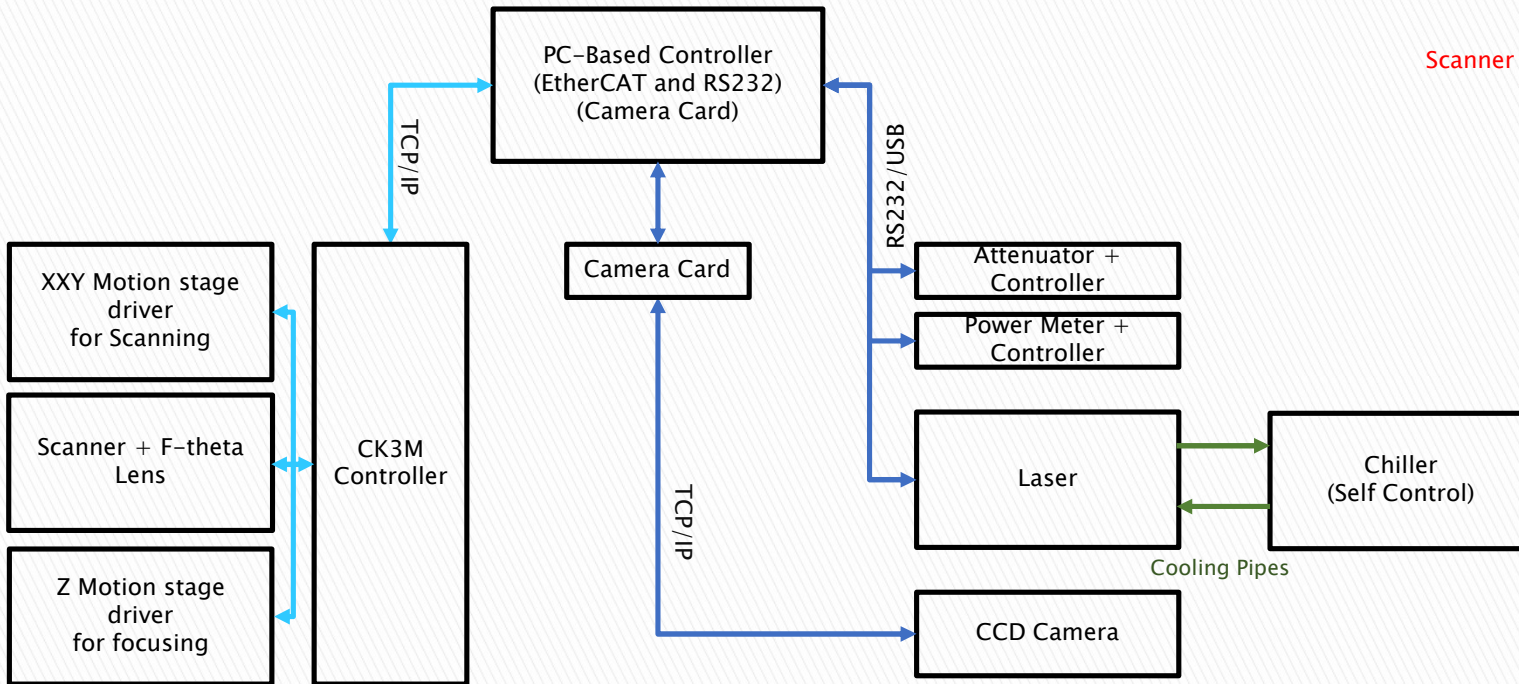 PC-Based Controller
(EtherCAT and RS232)
(Camera Card)
Scanner
TCP/IP
RS232/USB
XXY Motion stage
driver
for Scanning
Camera Card
Attenuator +
Controller
Power Meter +
Controller
Scanner + F-theta
Lens
CK3M
Controller
Laser
Chiller
(Self Control)
TCP/IP
Cooling Pipes
Z Motion stage
driver
for focusing
CCD Camera